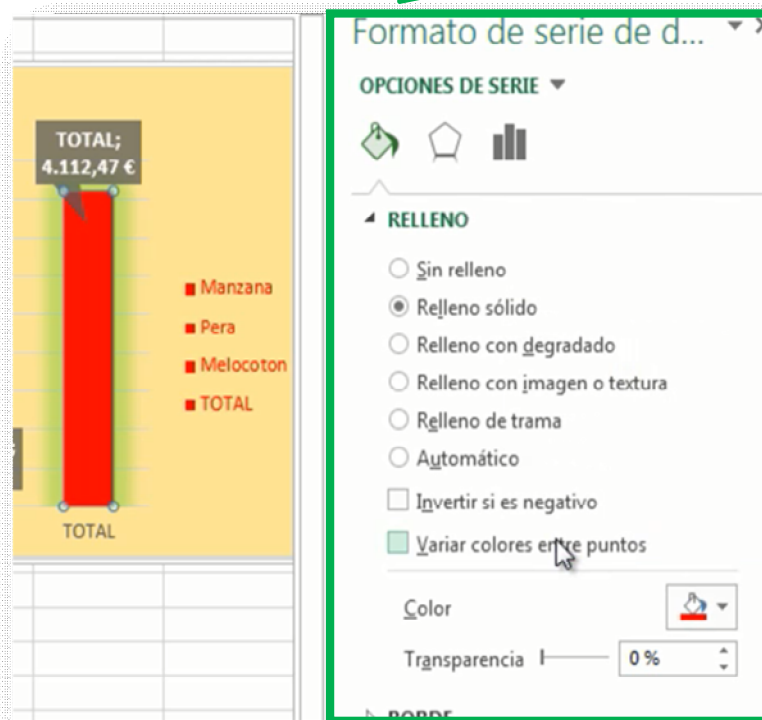 TOTAL;
4.112,47 €
Manzana
Pera
Melocoton
TOTAL
TOTAL
Formato de serie de d...
OPCIONES DE SERIE
RELLENO
Sin relleno
Relleno sólido
Relleno con degradado
Relleno con imagen o textura
Relleno de trama
Automático
Invertir si es negativo
Variar colores entre puntos
Color
Transparencia 0 %
BORDE